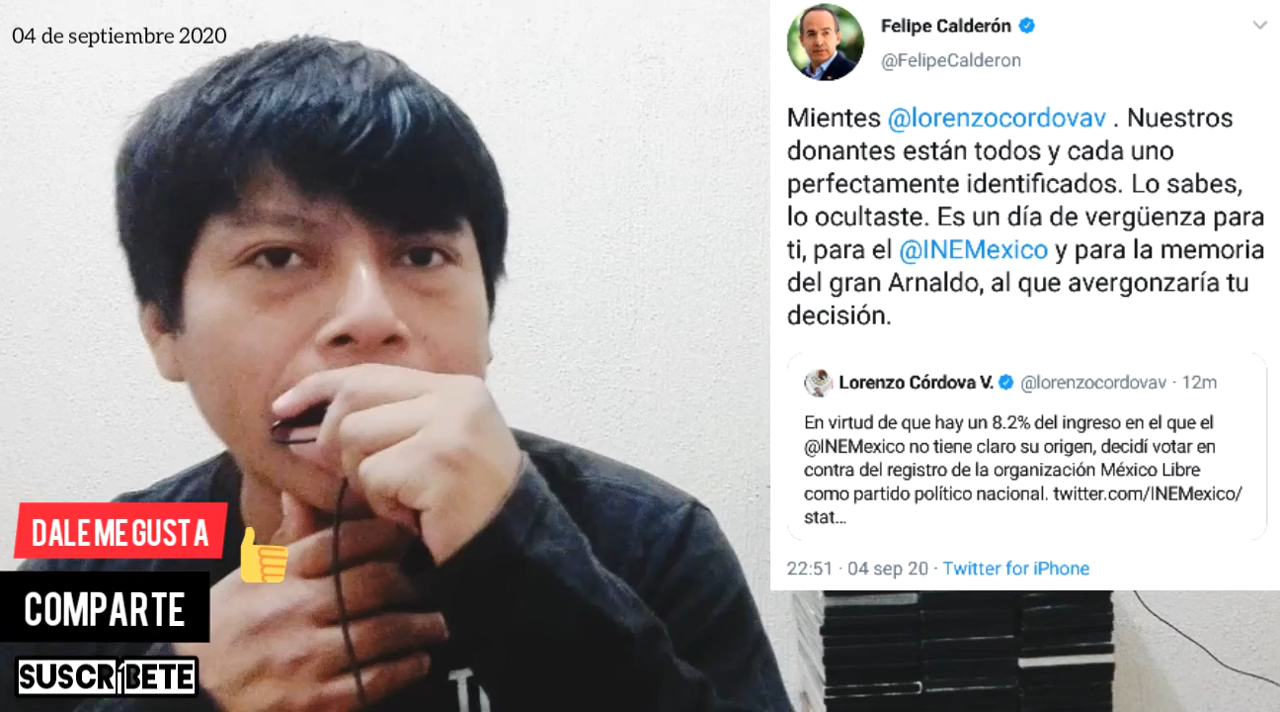 04 de septiembre 2020
Felipe Calderón
@FelipeCalderon
Mientes @lorenzocordovav . Nuestros
donantes están todos y cada uno
perfectamente identificados. Lo sabes,
lo ocultaste. Es un día de vergüenza para
ti, para el @INEMexico y para la memoria
del gran Arnaldo, al que avergonzaría tu
decisión.
Lorenzo Córdova V. @lorenzocordovav · 12m
En virtud de que hay un 8.2% del ingreso en el que el
@INEMexico no tiene claro su origen, decidí votar en
contra del registro de la organización México Libre
como partido político nacional. twitter.com/INEMexico/
stat...
22:51 · 04 sep 20 · Twitter for iPhone
DALE ME GUSTA
COMPARTE
SUSCRÍBETE